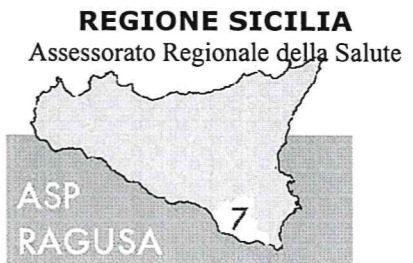 REGIONE SICILIA
Assessorato Regionale della Salute
ASP
7
RAGUSA